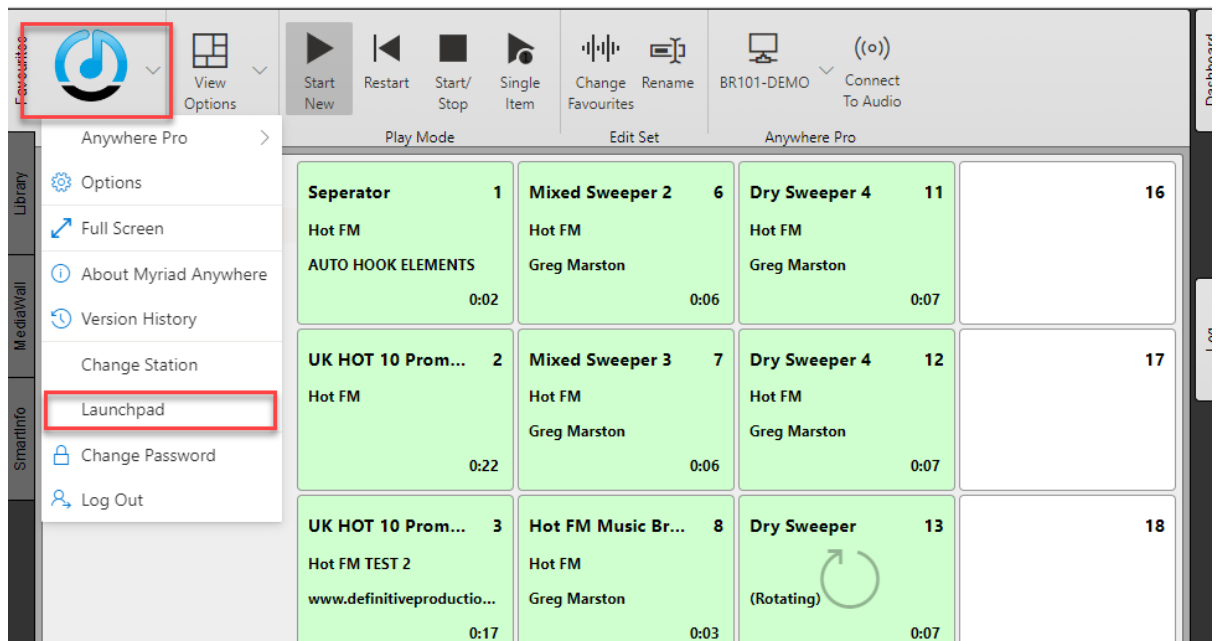 Favourites
View
Options
Start
New
Restart
Start/
Stop
Single
Item
Change
Favourites
Rename
BR101-DEMO
Connect
To Audio
Play Mode
Edit Set
Anywhere Pro
Dashboard
Library
MediaWall
SmartInfo
Log
Anywhere Pro
Options
Full Screen
About Myriad Anywhere
Version History
Change Station
Launchpad
Change Password
Log Out
Seperator 1
Hot FM
AUTO HOOK ELEMENTS
0:02
Mixed Sweeper 2 6
Hot FM
Greg Marston
0:06
Dry Sweeper 4 11
Hot FM
Greg Marston
0:07
16
UK HOT 10 Prom... 2
Hot FM
0:22
Mixed Sweeper 3 7
Hot FM
Greg Marston
0:06
Dry Sweeper 4 12
Hot FM
Greg Marston
0:07
17
UK HOT 10 Prom... 3
Hot FM TEST 2
www.definitiveproductio...
0:17
Hot FM Music Br... 8
Hot FM
Greg Marston
0:03
Dry Sweeper 13
(Rotating)
0:07
18